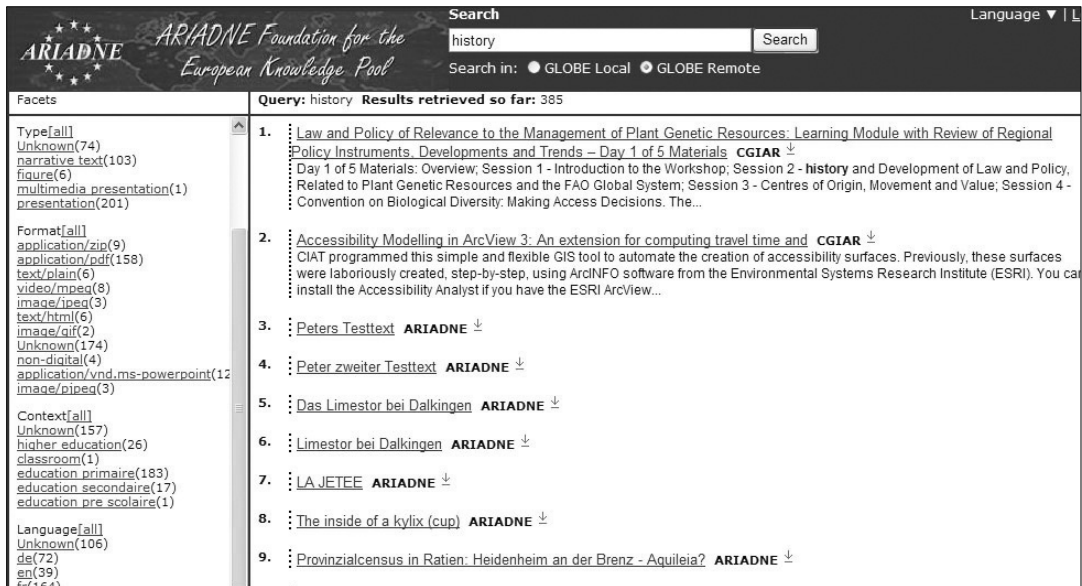 ARIADNE
ARIADNE Foundation for the
European Knowledge Pool
Search
history
Search
Language ▼ | L
Search in: GLOBE Local GLOBE Remote
Facets
Type[all]
Unknown(74)
narrative text(103)
figure(6)
multimedia presentation(1)
presentation(201)
Format[all]
application/zip(9)
application/pdf(158)
text/plain(6)
video/mpeg(8)
image/jpeg(3)
text/html(6)
image/gif(2)
Unknown(174)
non-digital(4)
application/vnd.ms-powerpoint(12
image/pjpeg(3)
Context[all]
Unknown(157)
higher education(26)
classroom(1)
education primaire(183)
education secondaire(17)
education pre scolaire(1)
Language[all]
Unknown(106)
de(72)
en(39)
fr(164)
Query: history Results retrieved so far: 385
1. Law and Policy of Relevance to the Management of Plant Genetic Resources: Learning Module with Review of Regional
Policy Instruments, Developments and Trends – Day 1 of 5 Materials CGIAR
Day 1 of 5 Materials: Overview; Session 1 - Introduction to the Workshop; Session 2 - history and Development of Law and Policy,
Related to Plant Genetic Resources and the FAO Global System; Session 3 - Centres of Origin, Movement and Value; Session 4 -
Convention on Biological Diversity: Making Access Decisions. The...
2. Accessibility Modelling in ArcView 3: An extension for computing travel time and CGIAR
CIAT programmed this simple and flexible GIS tool to automate the creation of accessibility surfaces. Previously, these surfaces
were laboriously created, step-by-step, using ArcINFO software from the Environmental Systems Research Institute (ESRI). You can
install the Accessibility Analyst if you have the ESRI ArcView...
3. Peters Testtext ARIADNE
4. Peter zweiter Testtext ARIADNE
5. Das Limestor bei Dalkingen ARIADNE
6. Limestor bei Dalkingen ARIADNE
7. LA JETEE ARIADNE
8. The inside of a kylix (cup) ARIADNE
9. Provinzialcensus in Ratien: Heidenheim an der Brenz - Aquileia? ARIADNE